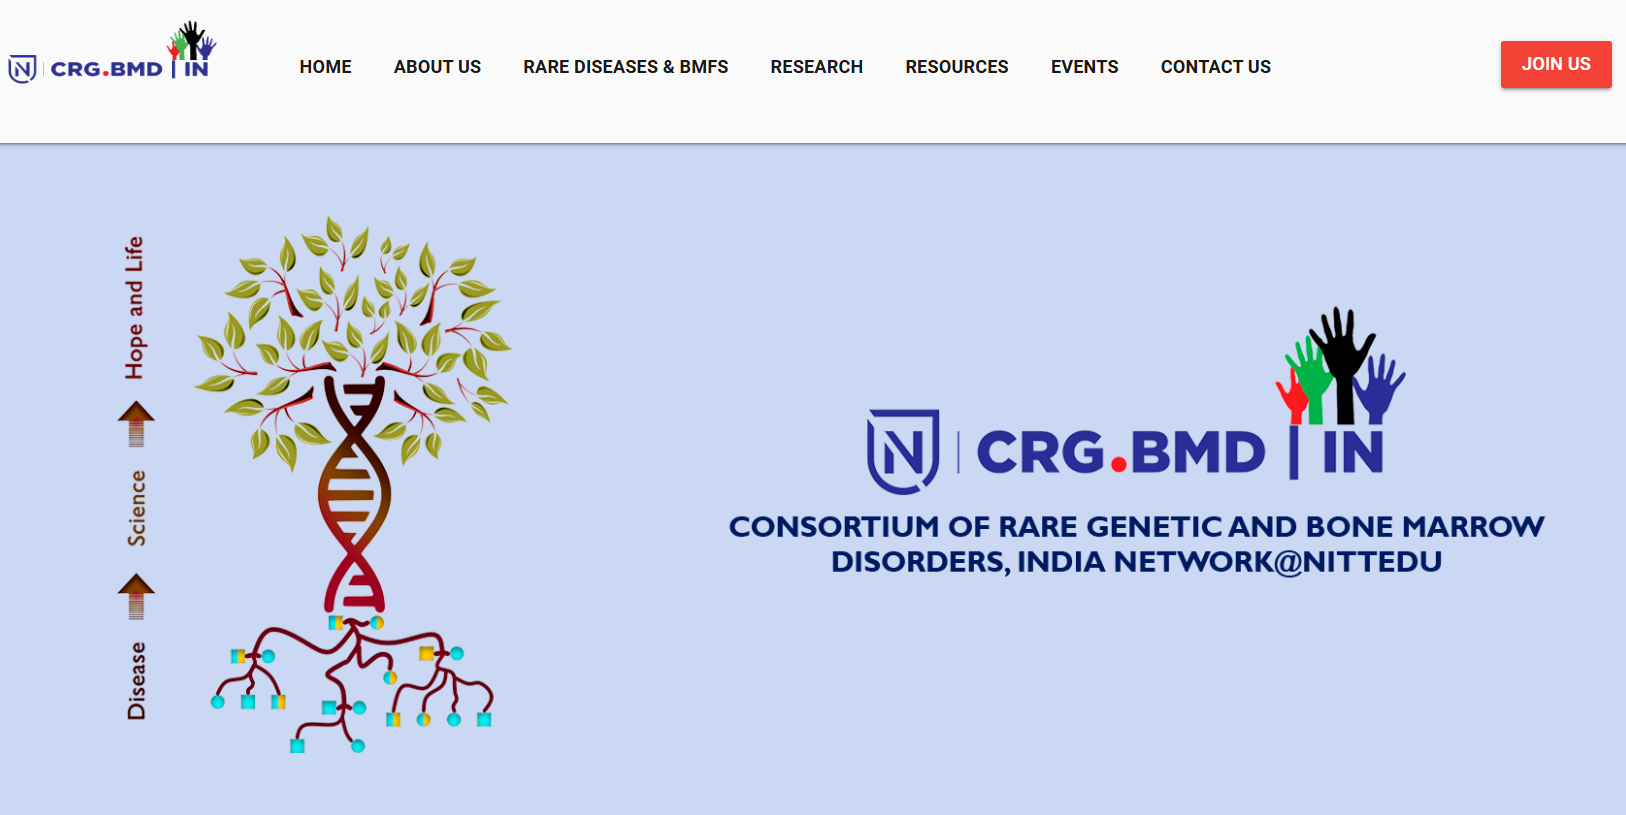 N | CRG.BMD | IN
HOME
ABOUT US
RARE DISEASES & BMFS
RESEARCH
RESOURCES
EVENTS
CONTACT US
JOIN US
Hope and Life
Science
Disease
N | CRG.BMD | IN
CONSORTIUM OF RARE GENETIC AND BONE MARROW
DISORDERS, INDIA NETWORK@NITTEDU